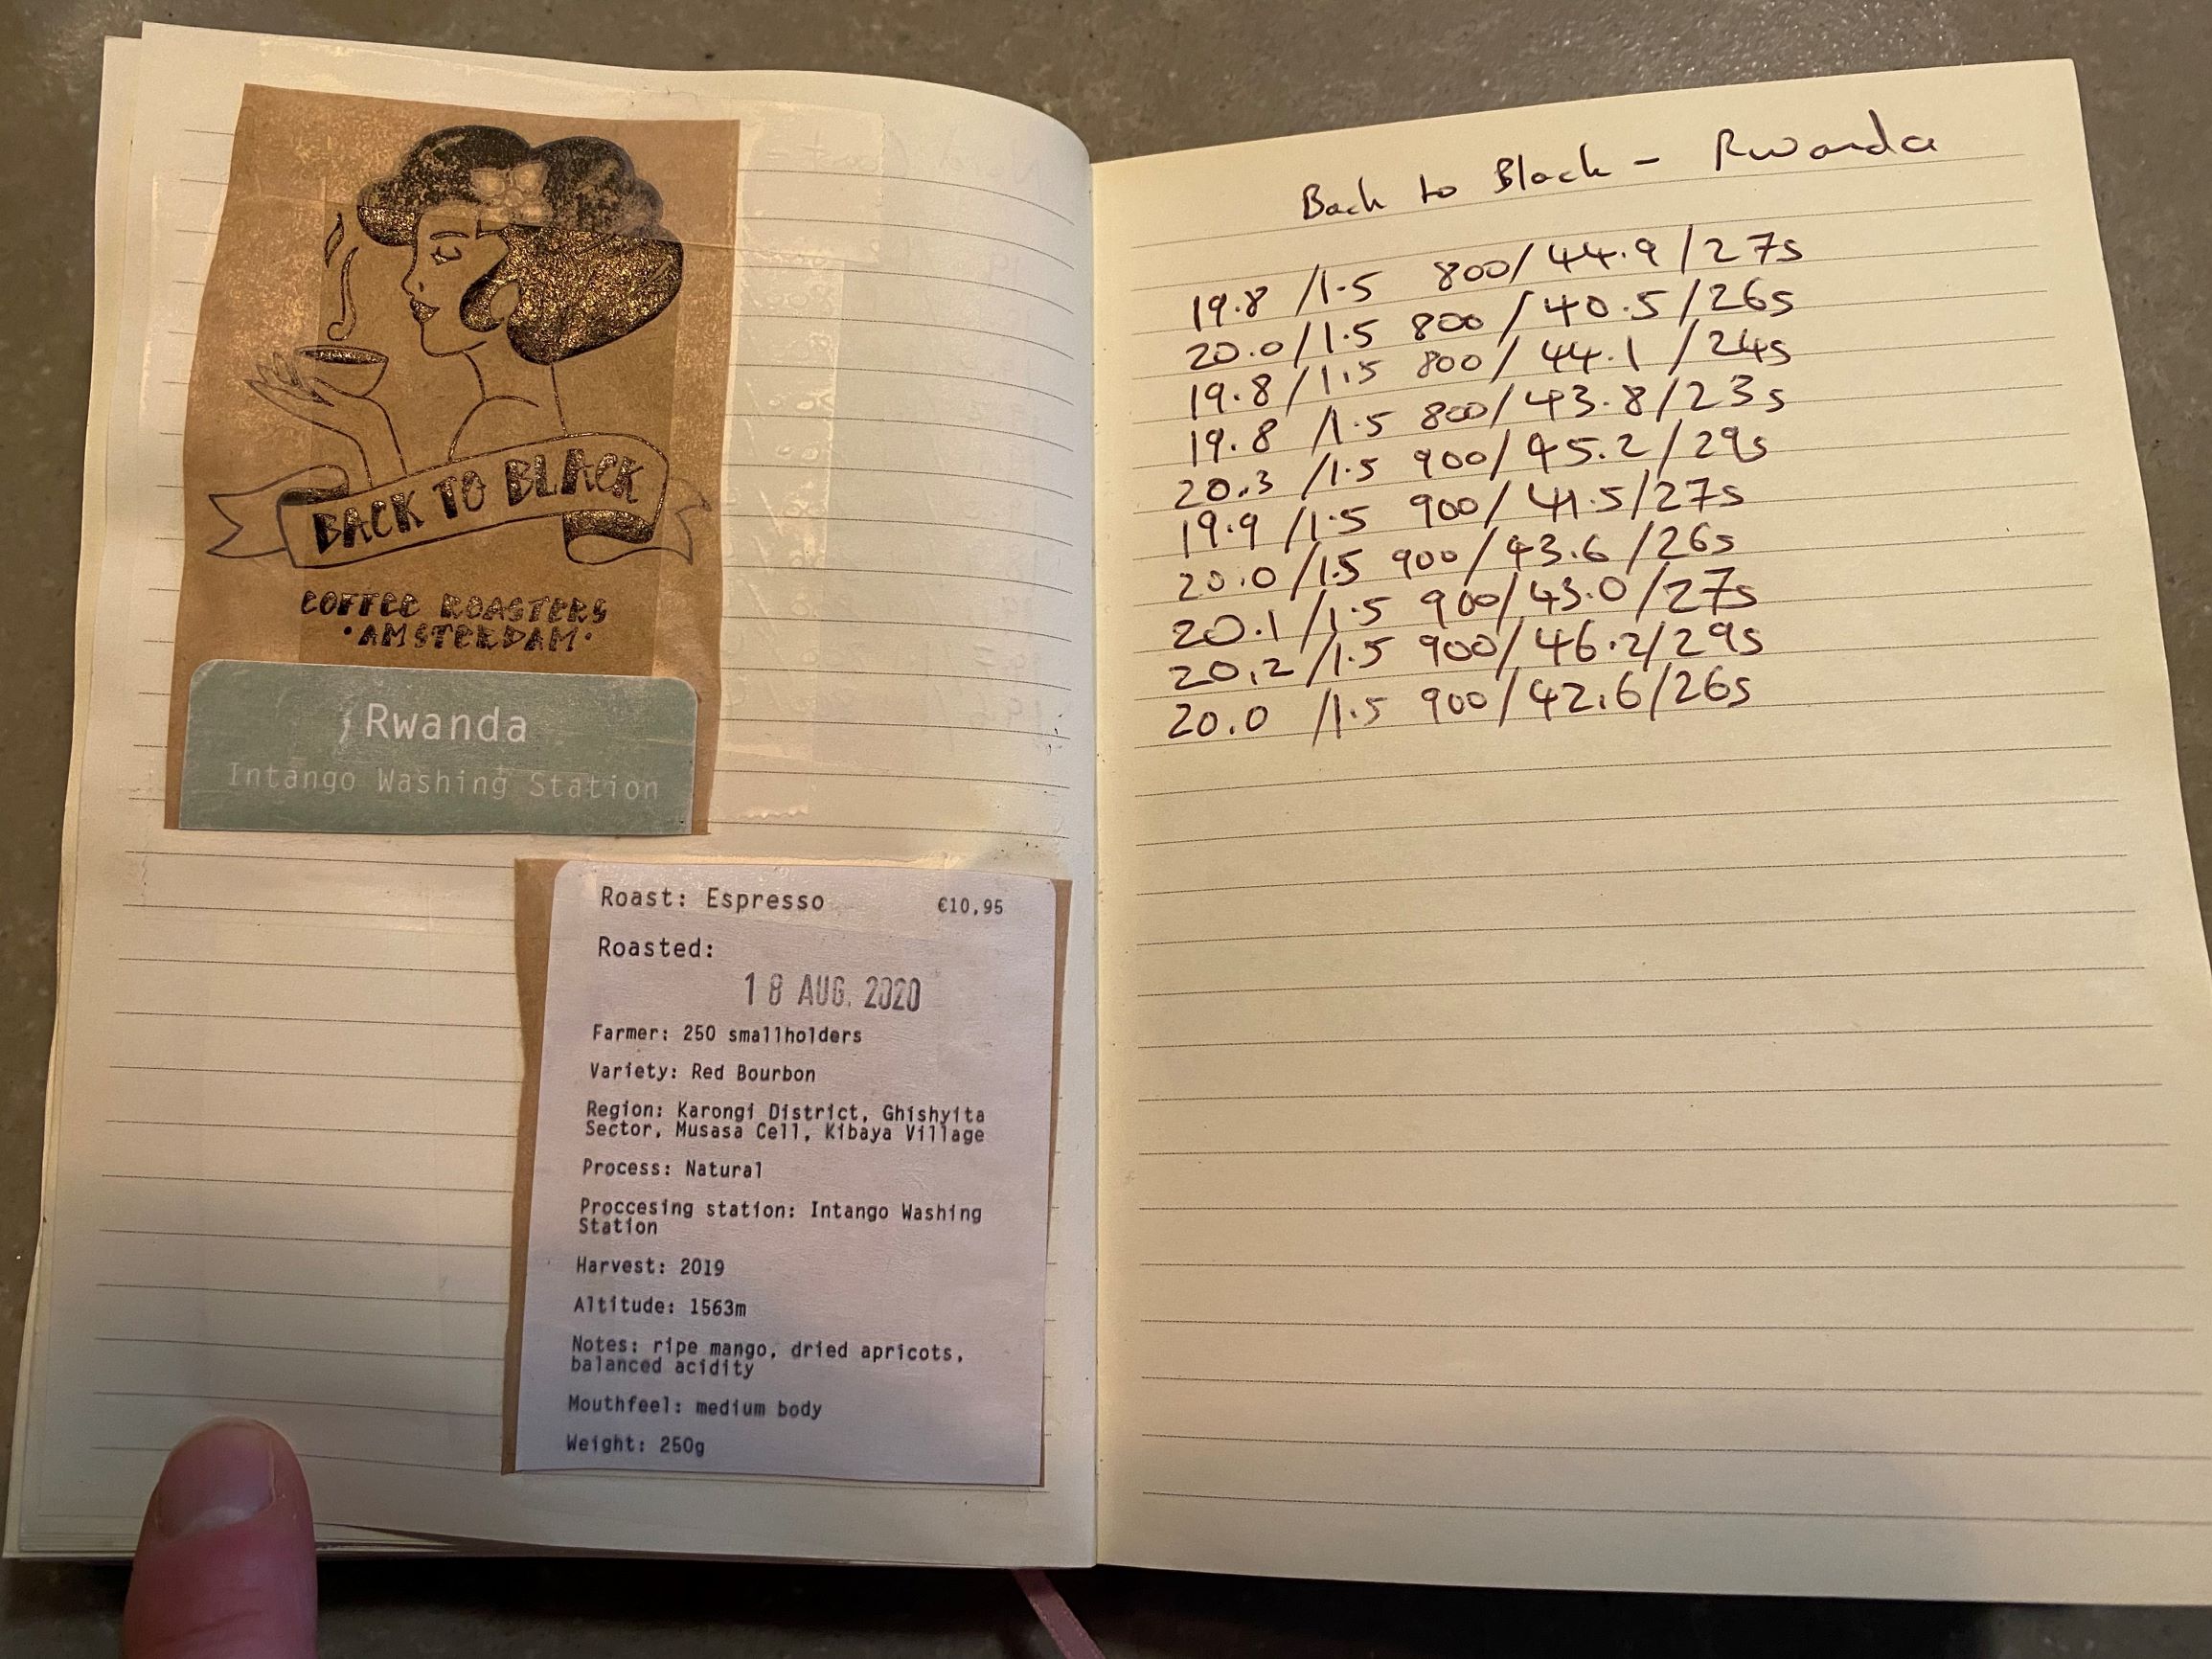 BACK TO BLACK
COFFEE ROASTERS
·AMSTERDAM·
Rwanda
Intango Washing Station
Roast: Espresso €10,95
Roasted:
18 AUG. 2020
Farmer: 250 smallholders
Variety: Red Bourbon
Region: Karongi District, Ghishyita
Sector, Musasa Cell, Kibaya Village
Process: Natural
Proccesing station: Intango Washing
Station
Harvest: 2019
Altitude: 1563m
Notes: ripe mango, dried apricots,
balanced acidity
Mouthfeel: medium body
Weight: 250g
Back to Black - Rwanda
19.8 /1.5 800/44.9/27s
20.0/1.5 800/40.5/26s
19.8/1.5 800/44.1/24s
19.8 /1.5 800/43.8/23s
20.3 /1.5 900/45.2/29s
19.9 /1.5 900/41.5/27s
20.0/1.5 900/43.6/26s
20.1/1.5 900/43.0/27s
20.2/1.5 900/46.2/29s
20.0 /1.5 900/42.6/26s